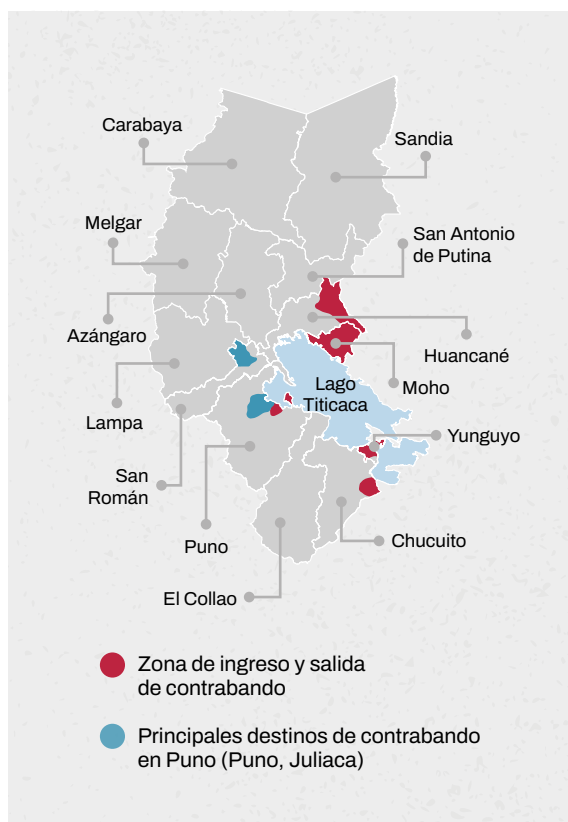 Carabaya
Sandia
Melgar
San Antonio
de Putina
Azángaro
Huancané
Lago
Titicaca
Moho
Lampa
Yunguyo
San
Román
Puno
Chucuito
El Collao
Zona de ingreso y salida
de contrabando
Principales destinos de contrabando
en Puno (Puno, Juliaca)